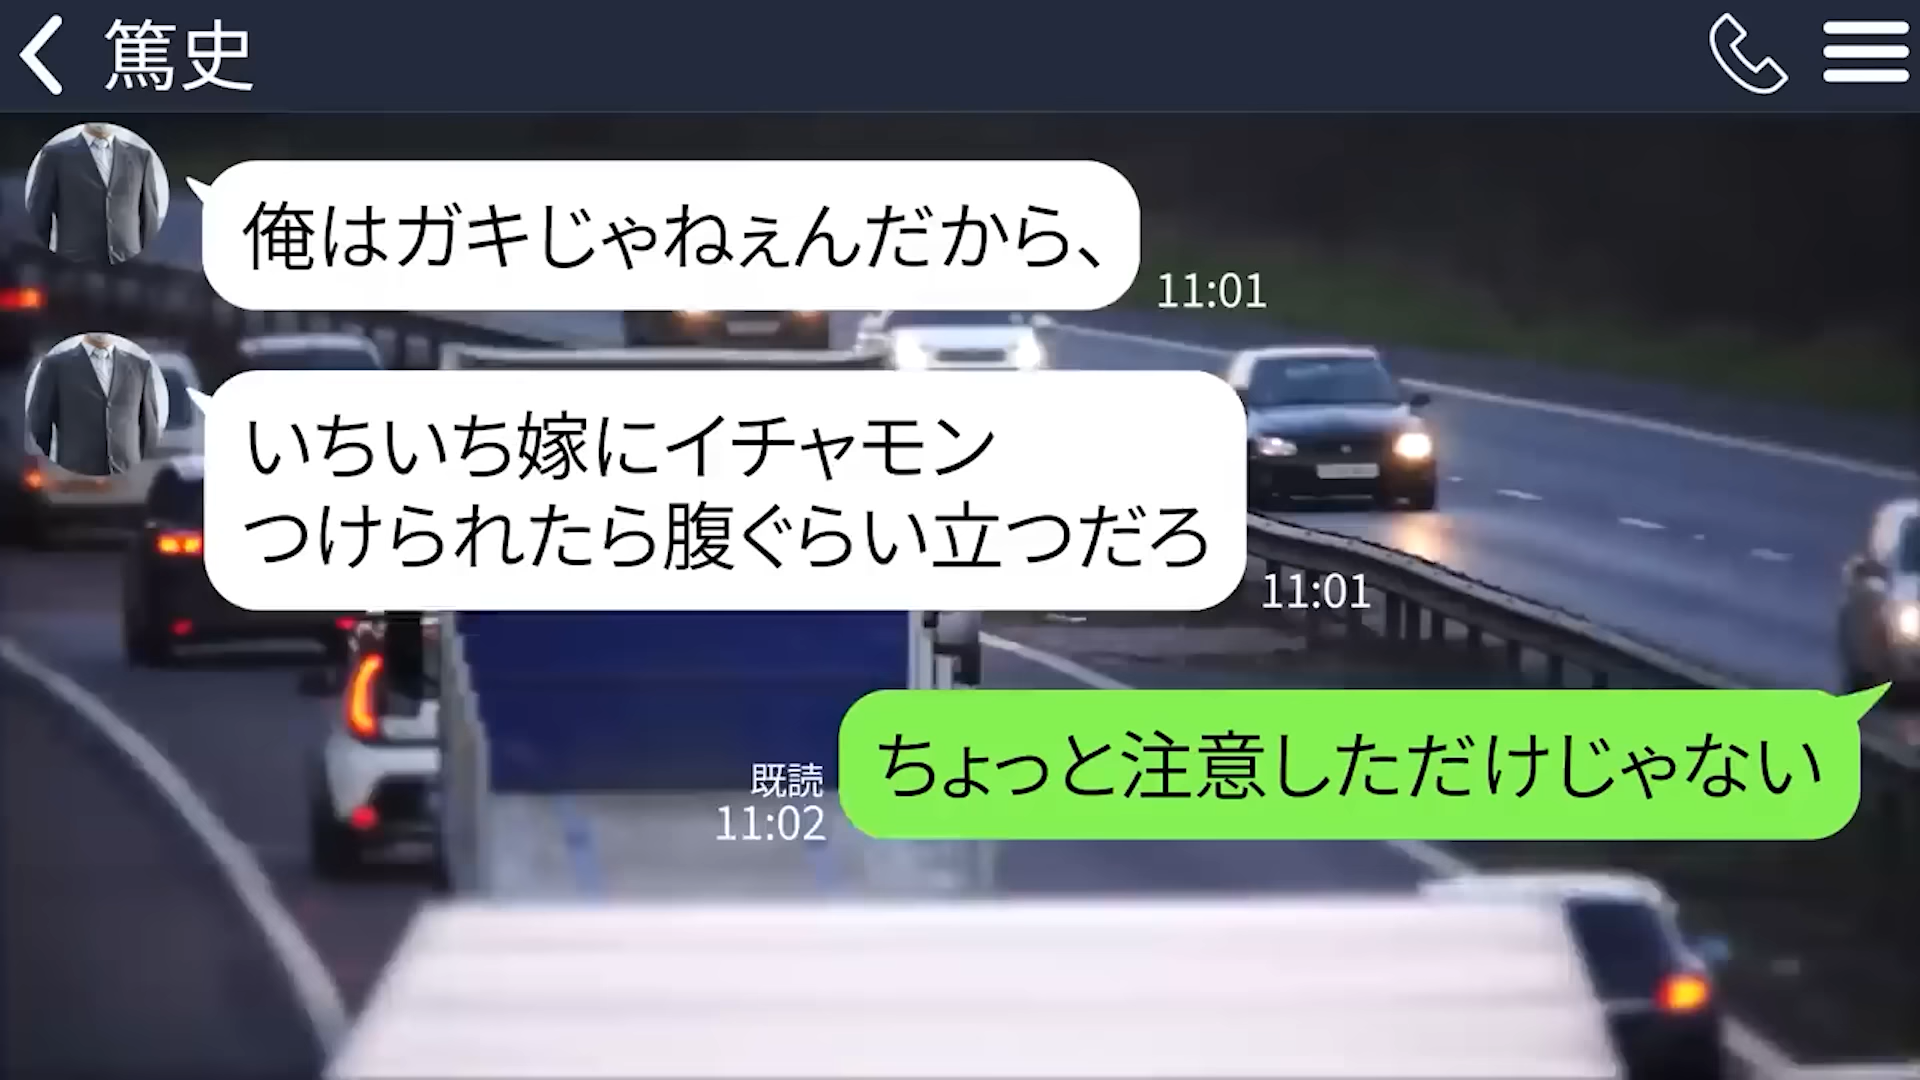 篤史
俺はガキじゃねぇんだから、
11:01
いちいち嫁にイチャモン
つけられたら腹ぐらい立つだろ
11:01
ちょっと注意しただけじゃない
既読
11:02